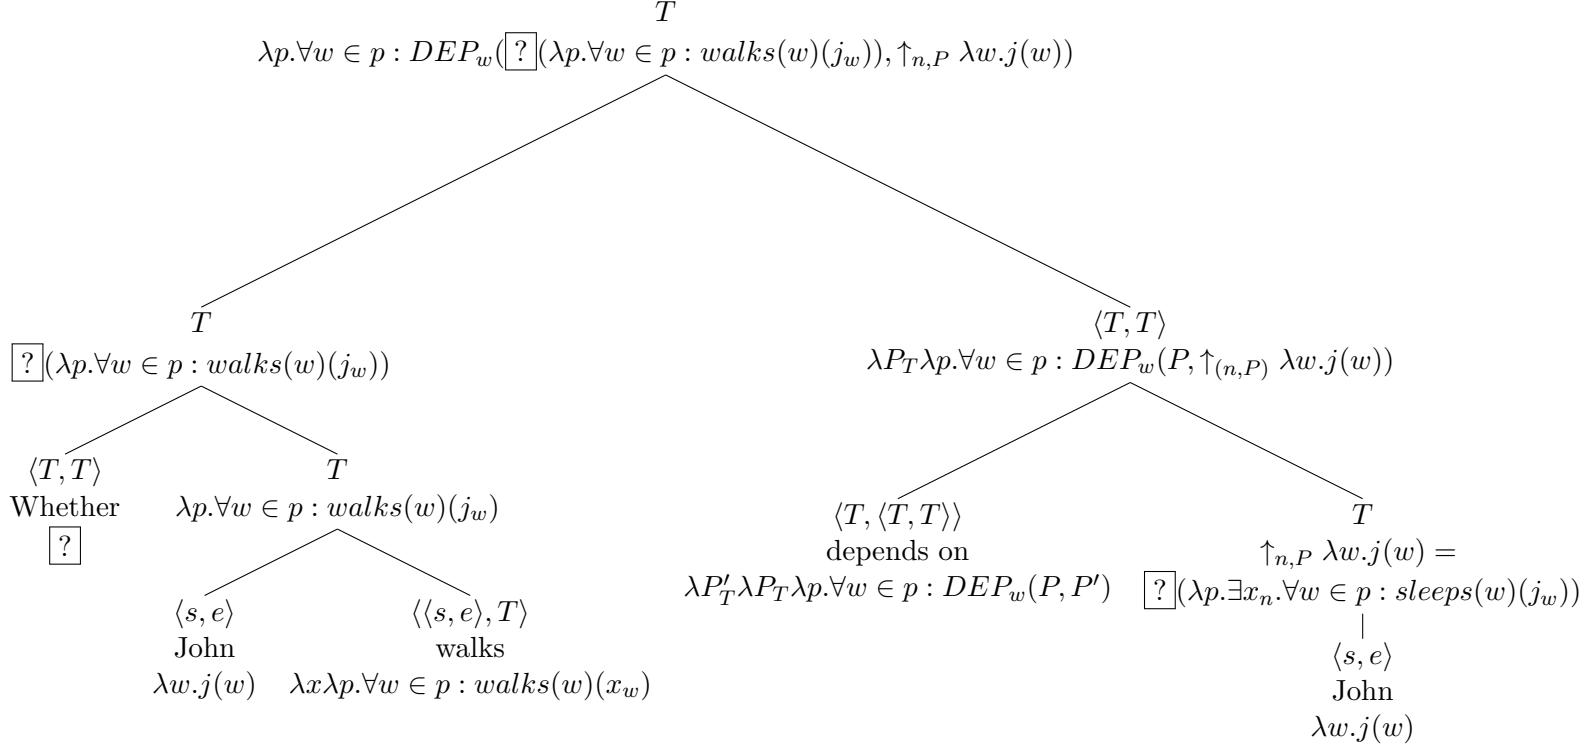 T
λp.∀w ∈ p : DEP_w( ? (λp.∀w ∈ p : walks(w)(j_w)), ↑_{n,P} λw.j(w))
T
? (λp.∀w ∈ p : walks(w)(j_w))
⟨T, T⟩
λP_T λp.∀w ∈ p : DEP_w(P, ↑_{(n,P)} λw.j(w))
⟨T, T⟩
Whether
?
T
λp.∀w ∈ p : walks(w)(j_w)
⟨T, ⟨T, T⟩⟩
depends on
λP'_T λP_T λp.∀w ∈ p : DEP_w(P, P')
T
↑_{n,P} λw.j(w) =
? (λp.∃x_n.∀w ∈ p : sleeps(w)(j_w))
⟨s, e⟩
John
λw.j(w)
⟨⟨s, e⟩, T⟩
walks
λxλp.∀w ∈ p : walks(w)(x_w)
⟨s, e⟩
John
λw.j(w)